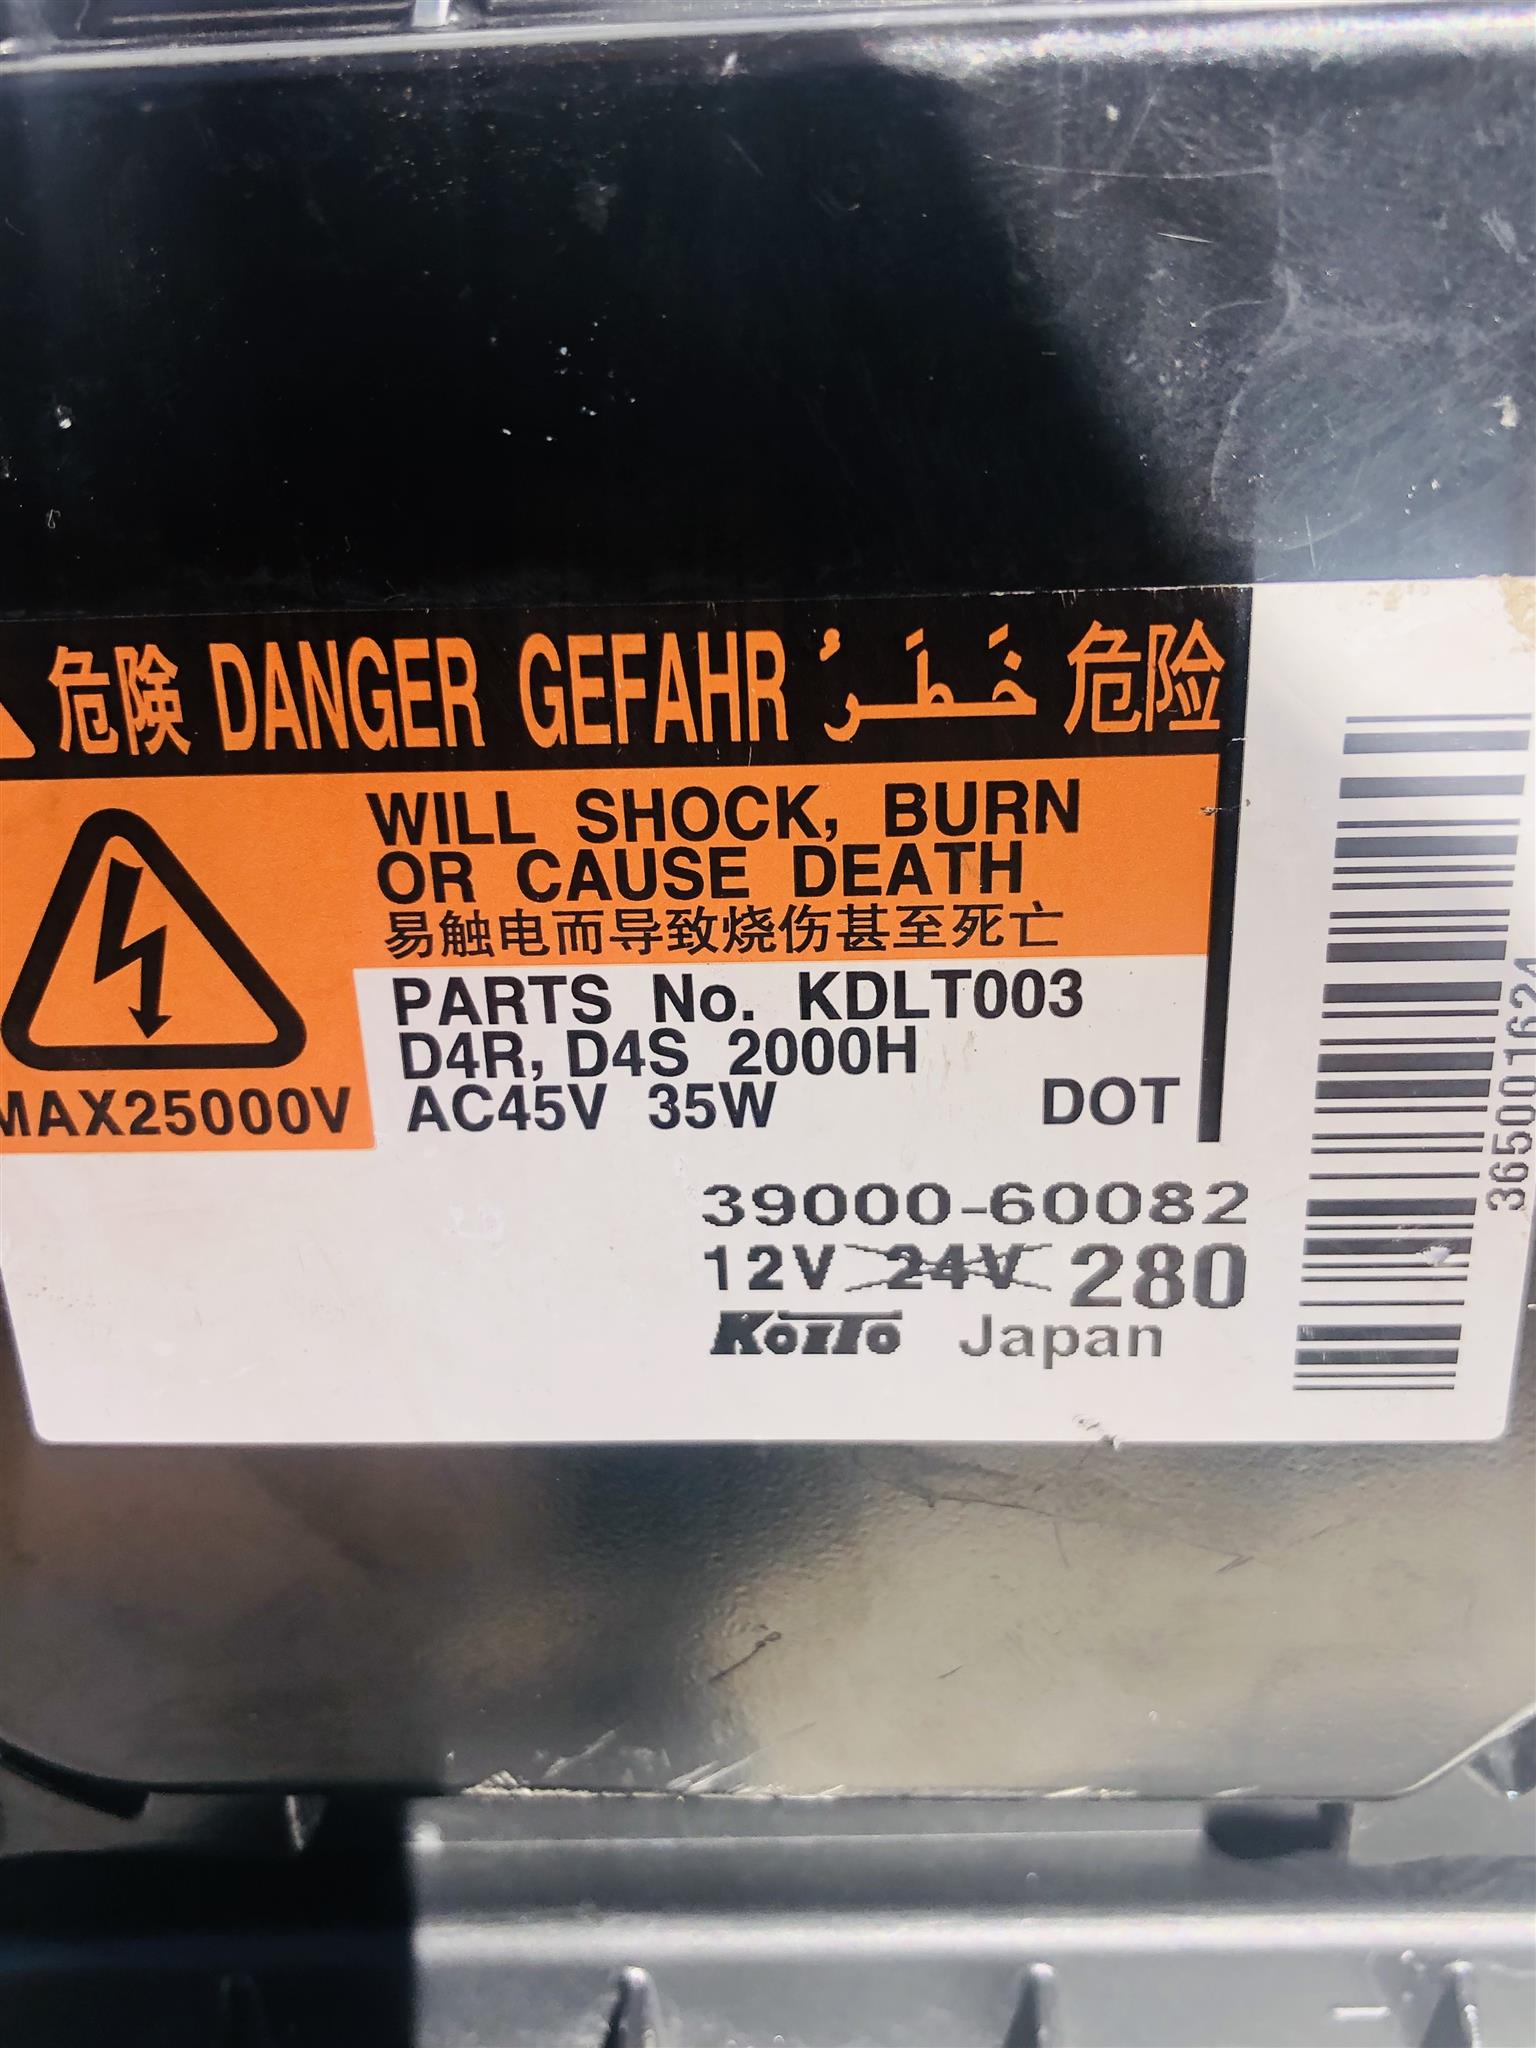 危険 DANGER GEFAHR خَطَرُ 危险
WILL SHOCK, BURN
OR CAUSE DEATH
易触电而导致烧伤甚至死亡
MAX25000V
PARTS No. KDLT003
D4R, D4S 2000H
AC45V 35W DOT
39000-60082
12V 24V 280
KOITO Japan
36500162